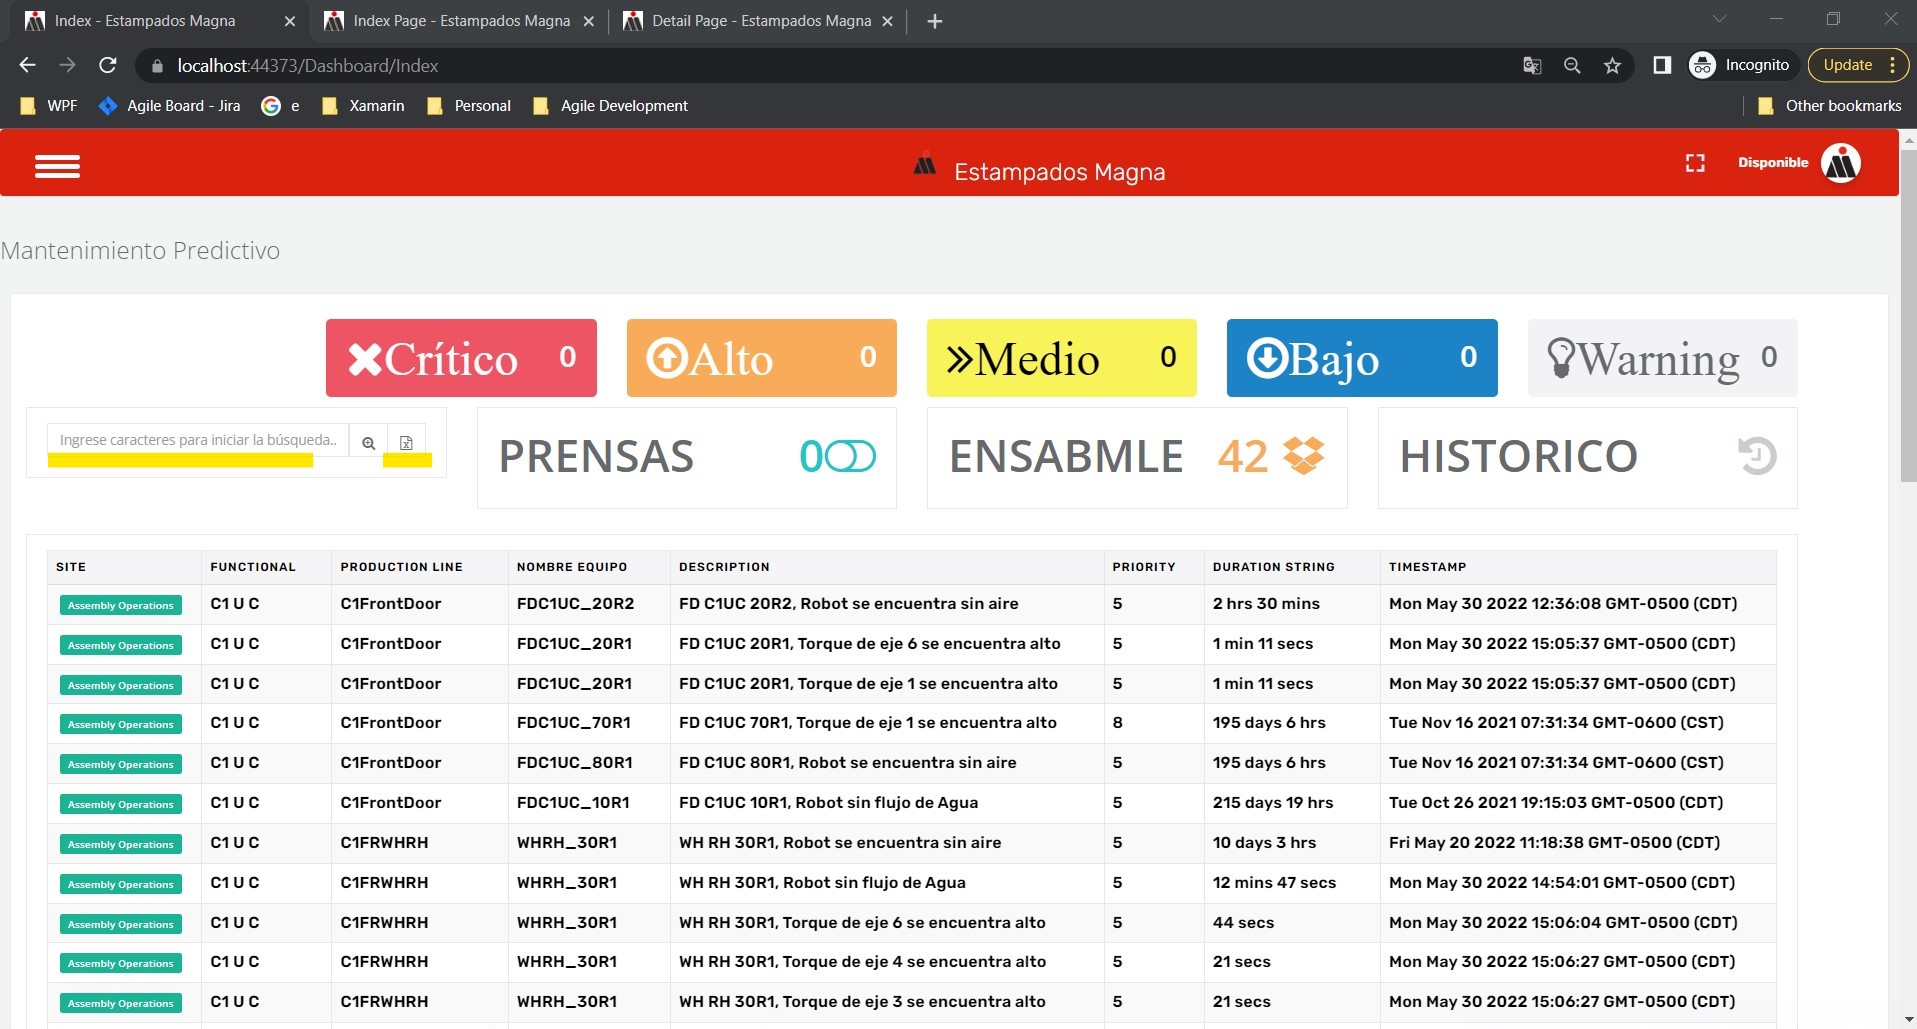 Index - Estampados Magna
Index Page - Estampados Magna
Detail Page - Estampados Magna
localhost:44373/Dashboard/Index
Incognito
Update
WPF
Agile Board - Jira
e
Xamarin
Personal
Agile Development
Other bookmarks
Estampados Magna
Disponible
Mantenimiento Predictivo
Crítico 0
Alto 0
Medio 0
Bajo 0
Warning 0
Ingrese caracteres para iniciar la búsqueda..
PRENSAS 0
ENSABMLE 42
HISTORICO
SITE FUNCTIONAL PRODUCTION LINE NOMBRE EQUIPO DESCRIPTION PRIORITY DURATION STRING TIMESTAMP
Assembly Operations C1 U C C1FrontDoor FDC1UC_20R2 FD C1UC 20R2, Robot se encuentra sin aire 5 2 hrs 30 mins Mon May 30 2022 12:36:08 GMT-0500 (CDT)
Assembly Operations C1 U C C1FrontDoor FDC1UC_20R1 FD C1UC 20R1, Torque de eje 6 se encuentra alto 5 1 min 11 secs Mon May 30 2022 15:05:37 GMT-0500 (CDT)
Assembly Operations C1 U C C1FrontDoor FDC1UC_20R1 FD C1UC 20R1, Torque de eje 1 se encuentra alto 5 1 min 11 secs Mon May 30 2022 15:05:37 GMT-0500 (CDT)
Assembly Operations C1 U C C1FrontDoor FDC1UC_70R1 FD C1UC 70R1, Torque de eje 1 se encuentra alto 8 195 days 6 hrs Tue Nov 16 2021 07:31:34 GMT-0600 (CST)
Assembly Operations C1 U C C1FrontDoor FDC1UC_80R1 FD C1UC 80R1, Robot se encuentra sin aire 5 195 days 6 hrs Tue Nov 16 2021 07:31:34 GMT-0600 (CST)
Assembly Operations C1 U C C1FrontDoor FDC1UC_10R1 FD C1UC 10R1, Robot sin flujo de Agua 5 215 days 19 hrs Tue Oct 26 2021 19:15:03 GMT-0500 (CDT)
Assembly Operations C1 U C C1FRWHRH WHRH_30R1 WH RH 30R1, Robot se encuentra sin aire 5 10 days 3 hrs Fri May 20 2022 11:18:38 GMT-0500 (CDT)
Assembly Operations C1 U C C1FRWHRH WHRH_30R1 WH RH 30R1, Robot sin flujo de Agua 5 12 mins 47 secs Mon May 30 2022 14:54:01 GMT-0500 (CDT)
Assembly Operations C1 U C C1FRWHRH WHRH_30R1 WH RH 30R1, Torque de eje 6 se encuentra alto 5 44 secs Mon May 30 2022 15:06:04 GMT-0500 (CDT)
Assembly Operations C1 U C C1FRWHRH WHRH_30R1 WH RH 30R1, Torque de eje 4 se encuentra alto 5 21 secs Mon May 30 2022 15:06:27 GMT-0500 (CDT)
Assembly Operations C1 U C C1FRWHRH WHRH_30R1 WH RH 30R1, Torque de eje 3 se encuentra alto 5 21 secs Mon May 30 2022 15:06:27 GMT-0500 (CDT)